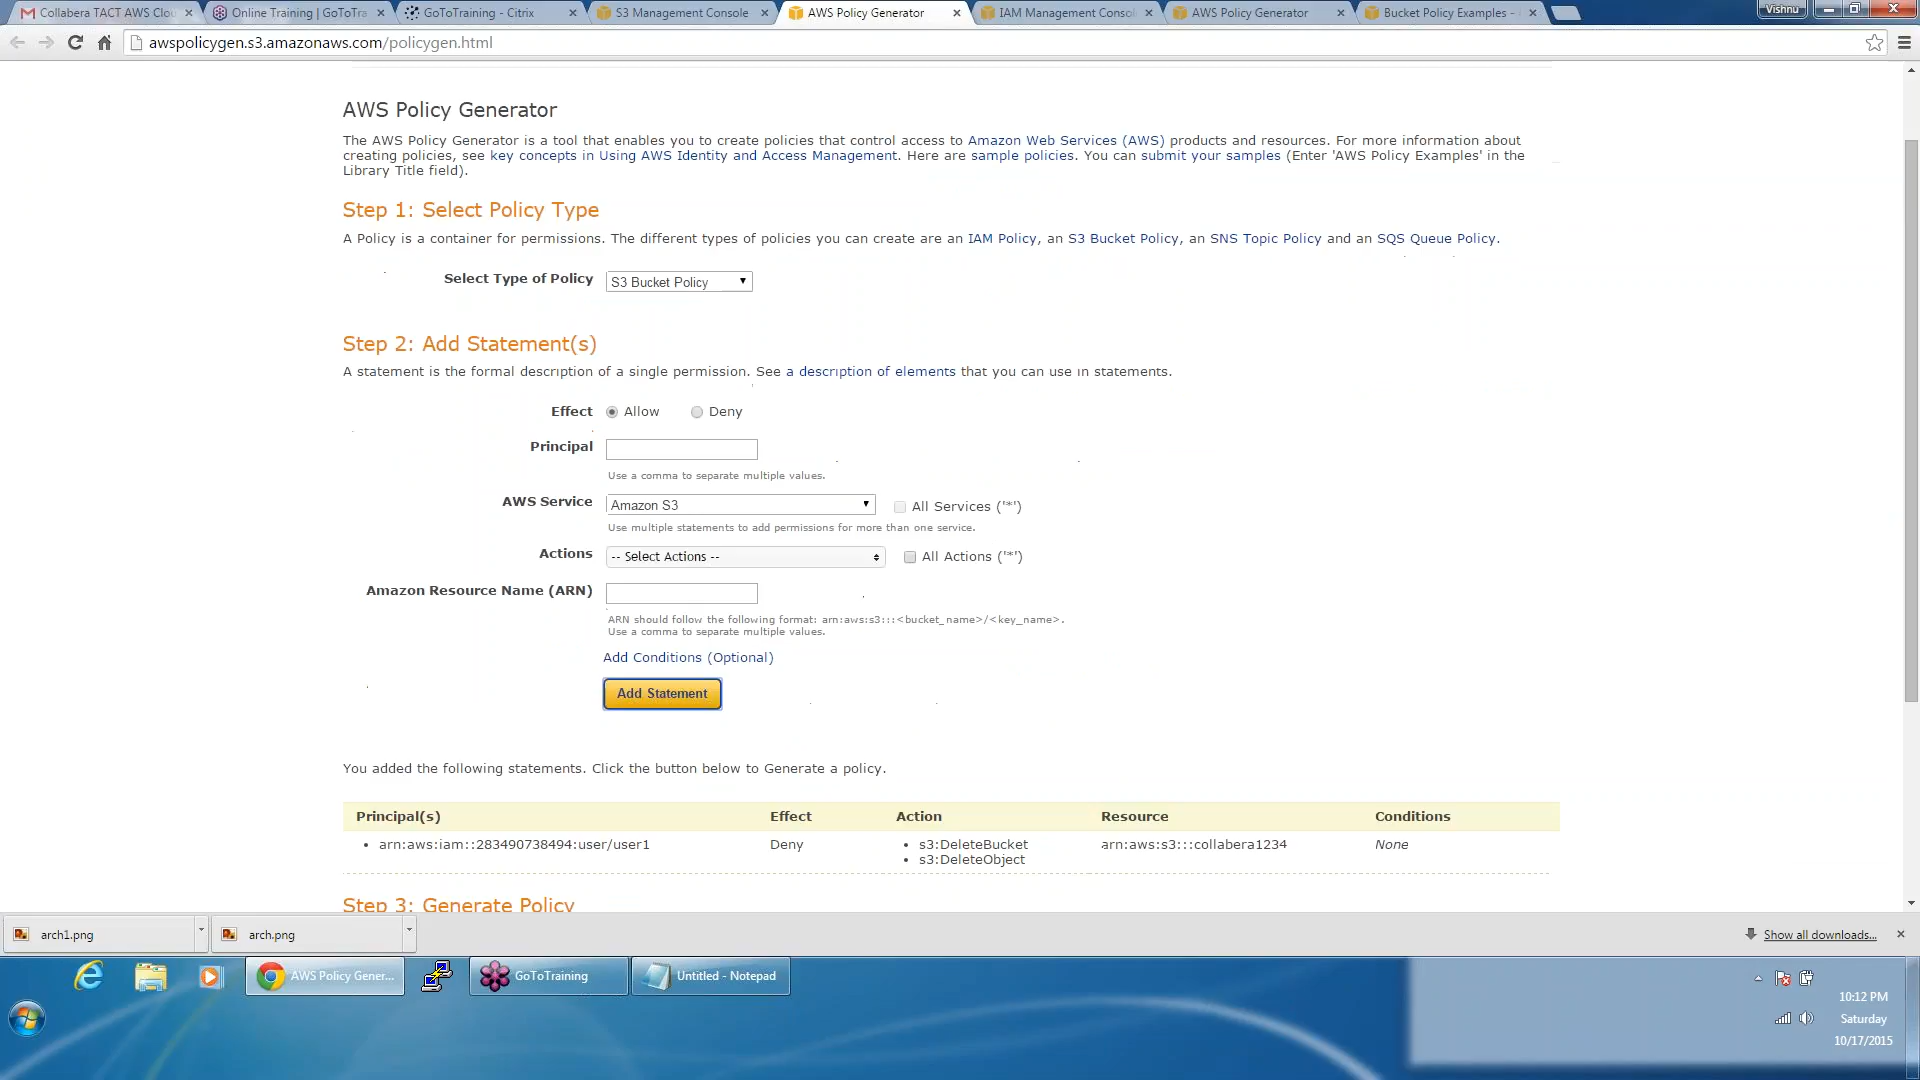 Collabera TACT AWS Clou
Online Training | GoToTra
GoToTraining - Citrix
S3 Management Console
AWS Policy Generator
IAM Management Consol
AWS Policy Generator
Bucket Policy Examples -
Vishnu
awspolicygen.s3.amazonaws.com/policygen.html
AWS Policy Generator
The AWS Policy Generator is a tool that enables you to create policies that control access to Amazon Web Services (AWS) products and resources. For more information about
creating policies, see key concepts in Using AWS Identity and Access Management. Here are sample policies. You can submit your samples (Enter 'AWS Policy Examples' in the
Library Title field).
Step 1: Select Policy Type
A Policy is a container for permissions. The different types of policies you can create are an IAM Policy, an S3 Bucket Policy, an SNS Topic Policy and an SQS Queue Policy.
Select Type of Policy S3 Bucket Policy
Step 2: Add Statement(s)
A statement is the formal description of a single permission. See a description of elements that you can use in statements.
Effect Allow Deny
Principal
Use a comma to separate multiple values.
AWS Service Amazon S3 All Services ('*')
Use multiple statements to add permissions for more than one service.
Actions -- Select Actions -- All Actions ('*')
Amazon Resource Name (ARN)
ARN should follow the following format: arn:aws:s3:::<bucket_name>/<key_name>.
Use a comma to separate multiple values.
Add Conditions (Optional)
Add Statement
You added the following statements. Click the button below to Generate a policy.
Principal(s) Effect Action Resource Conditions
• arn:aws:iam::283490738494:user/user1 Deny • s3:DeleteBucket arn:aws:s3:::collabera1234 None
• s3:DeleteObject
Step 3: Generate Policy
arch1.png
arch.png
Show all downloads...
AWS Policy Gener...
GoToTraining
Untitled - Notepad
10:12 PM
Saturday
10/17/2015